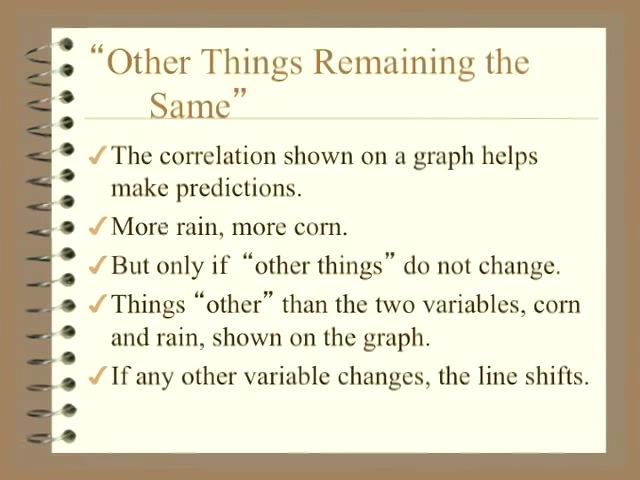 “Other Things Remaining the
Same”
✓The correlation shown on a graph helps
make predictions.
✓More rain, more corn.
✓But only if “other things” do not change.
✓Things “other” than the two variables, corn
and rain, shown on the graph.
✓If any other variable changes, the line shifts.